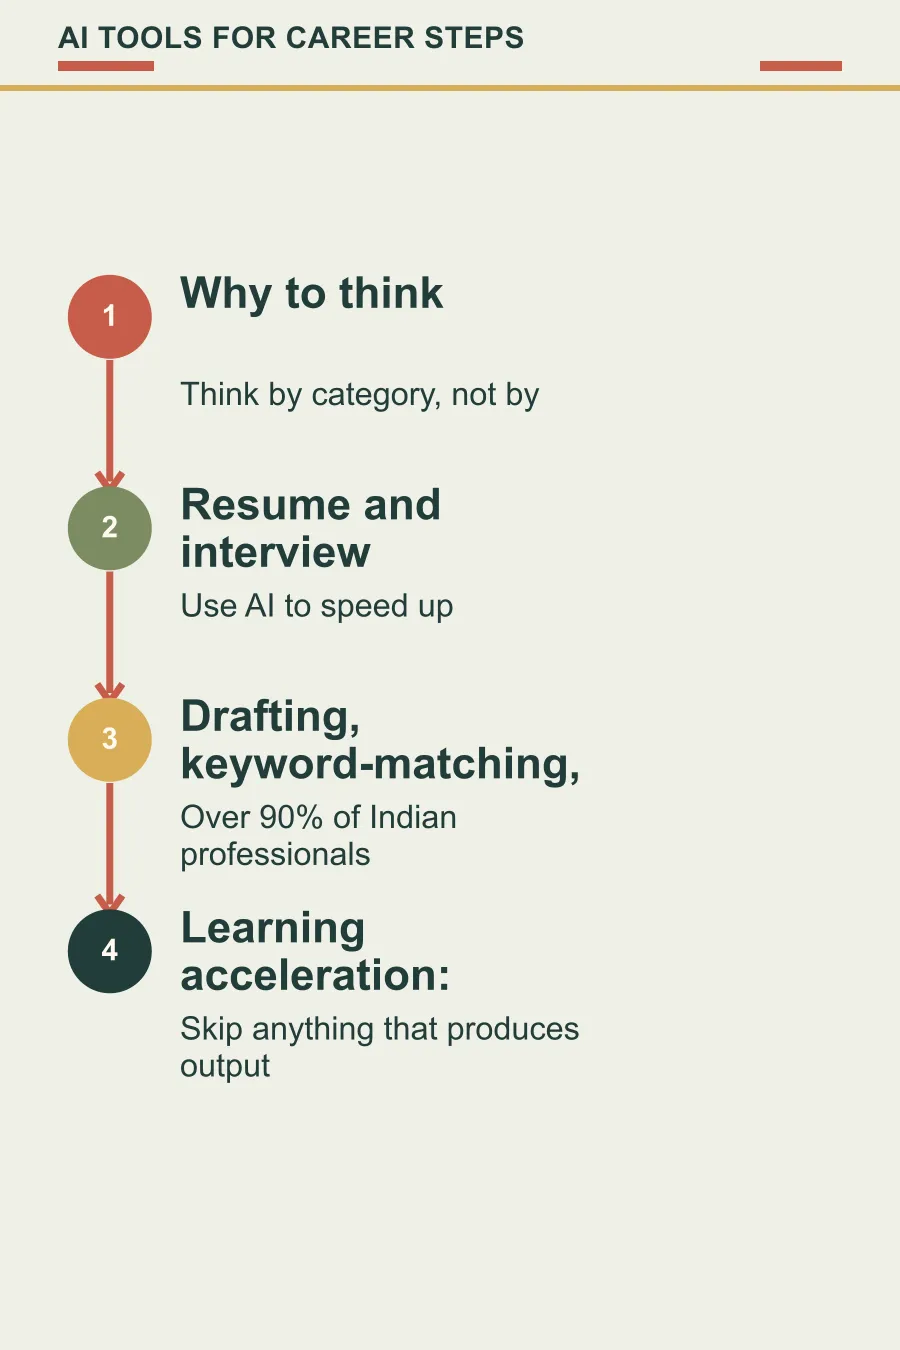 AI TOOLS FOR CAREER STEPS
1
Why to think
Think by category, not by
2
Resume and
interview
Use AI to speed up
3
Drafting,
keyword-matching,
Over 90% of Indian
professionals
4
Learning
acceleration:
Skip anything that produces
output